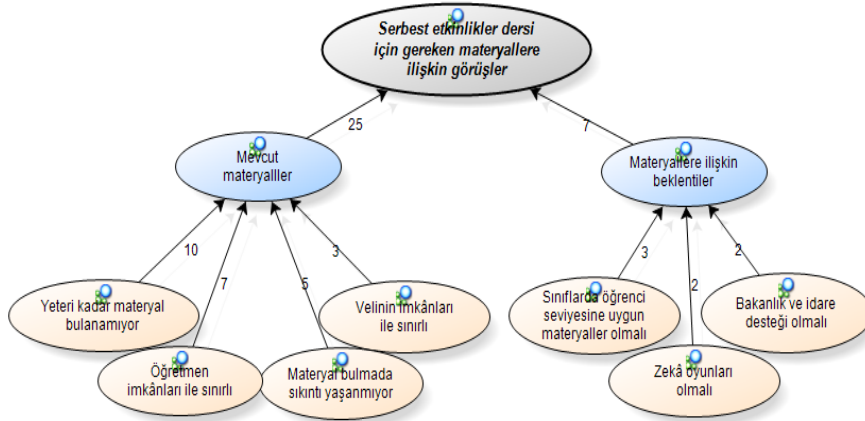 Serbest etkinlikler dersi
için gereken materyallere
ilişkin görüşler
25
7
Mevcut
materyalller
Materyallere ilişkin
beklentiler
10
7
5
3
3
2
2
Yeteri kadar materyal
bulanamıyor
Velinin imkânları
ile sınırlı
Sınıflarda öğrenci
seviyesine uygun
materyaller olmalı
Bakanlık ve idare
desteği olmalı
Öğretmen
imkânları ile sınırlı
Materyal bulmada
sıkıntı yaşanmıyor
Zekâ oyunları
olmalı